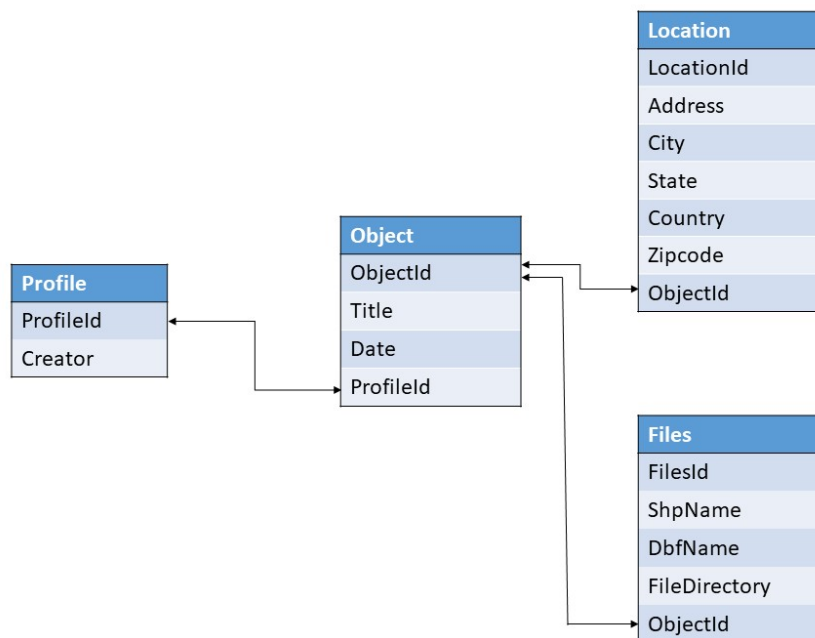 Profile
ProfileId
Creator
Object
ObjectId
Title
Date
ProfileId
Location
LocationId
Address
City
State
Country
Zipcode
ObjectId
Files
FilesId
ShpName
DbfName
FileDirectory
ObjectId